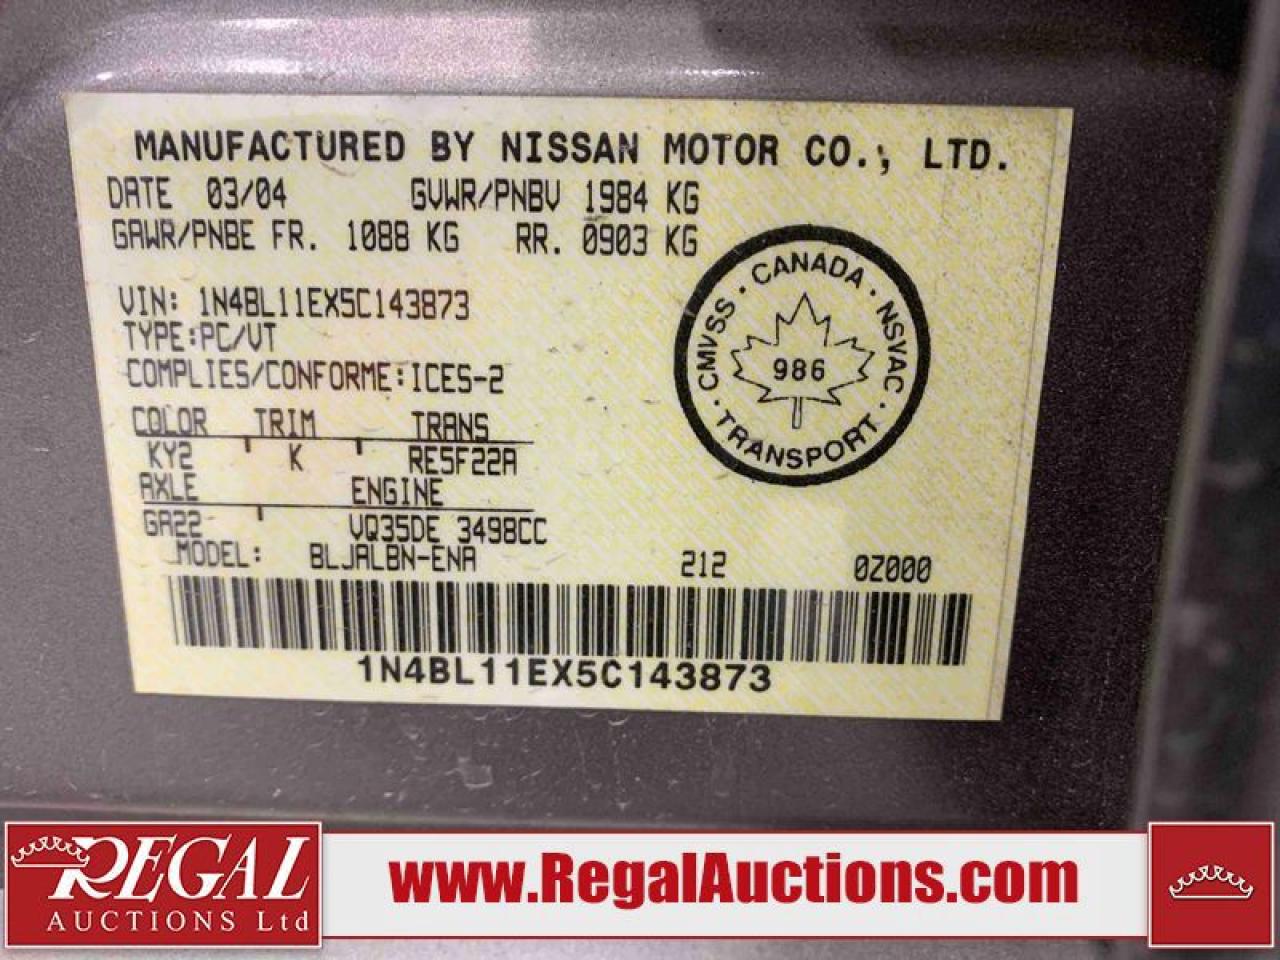 MANUFACTURED BY NISSAN MOTOR CO., LTD.
DATE 03/04 GVWR/PNBV 1984 KG
GAWR/PNBE FR. 1088 KG RR. 0903 KG
VIN: 1N4BL11EX5C143873
TYPE:PC/VT
COMPLIES/CONFORME:ICES-2
COLOR TRIM TRANS
KY2 K RE5F22A
AXLE ENGINE
GA22 VQ35DE 3498CC
MODEL: BLJALBN-ENA 212 0Z000
1N4BL11EX5C143873
CMVSS · CANADA · NSVAC · TRANSPORT ·
986
REGAL
AUCTIONS Ltd
www.RegalAuctions.com